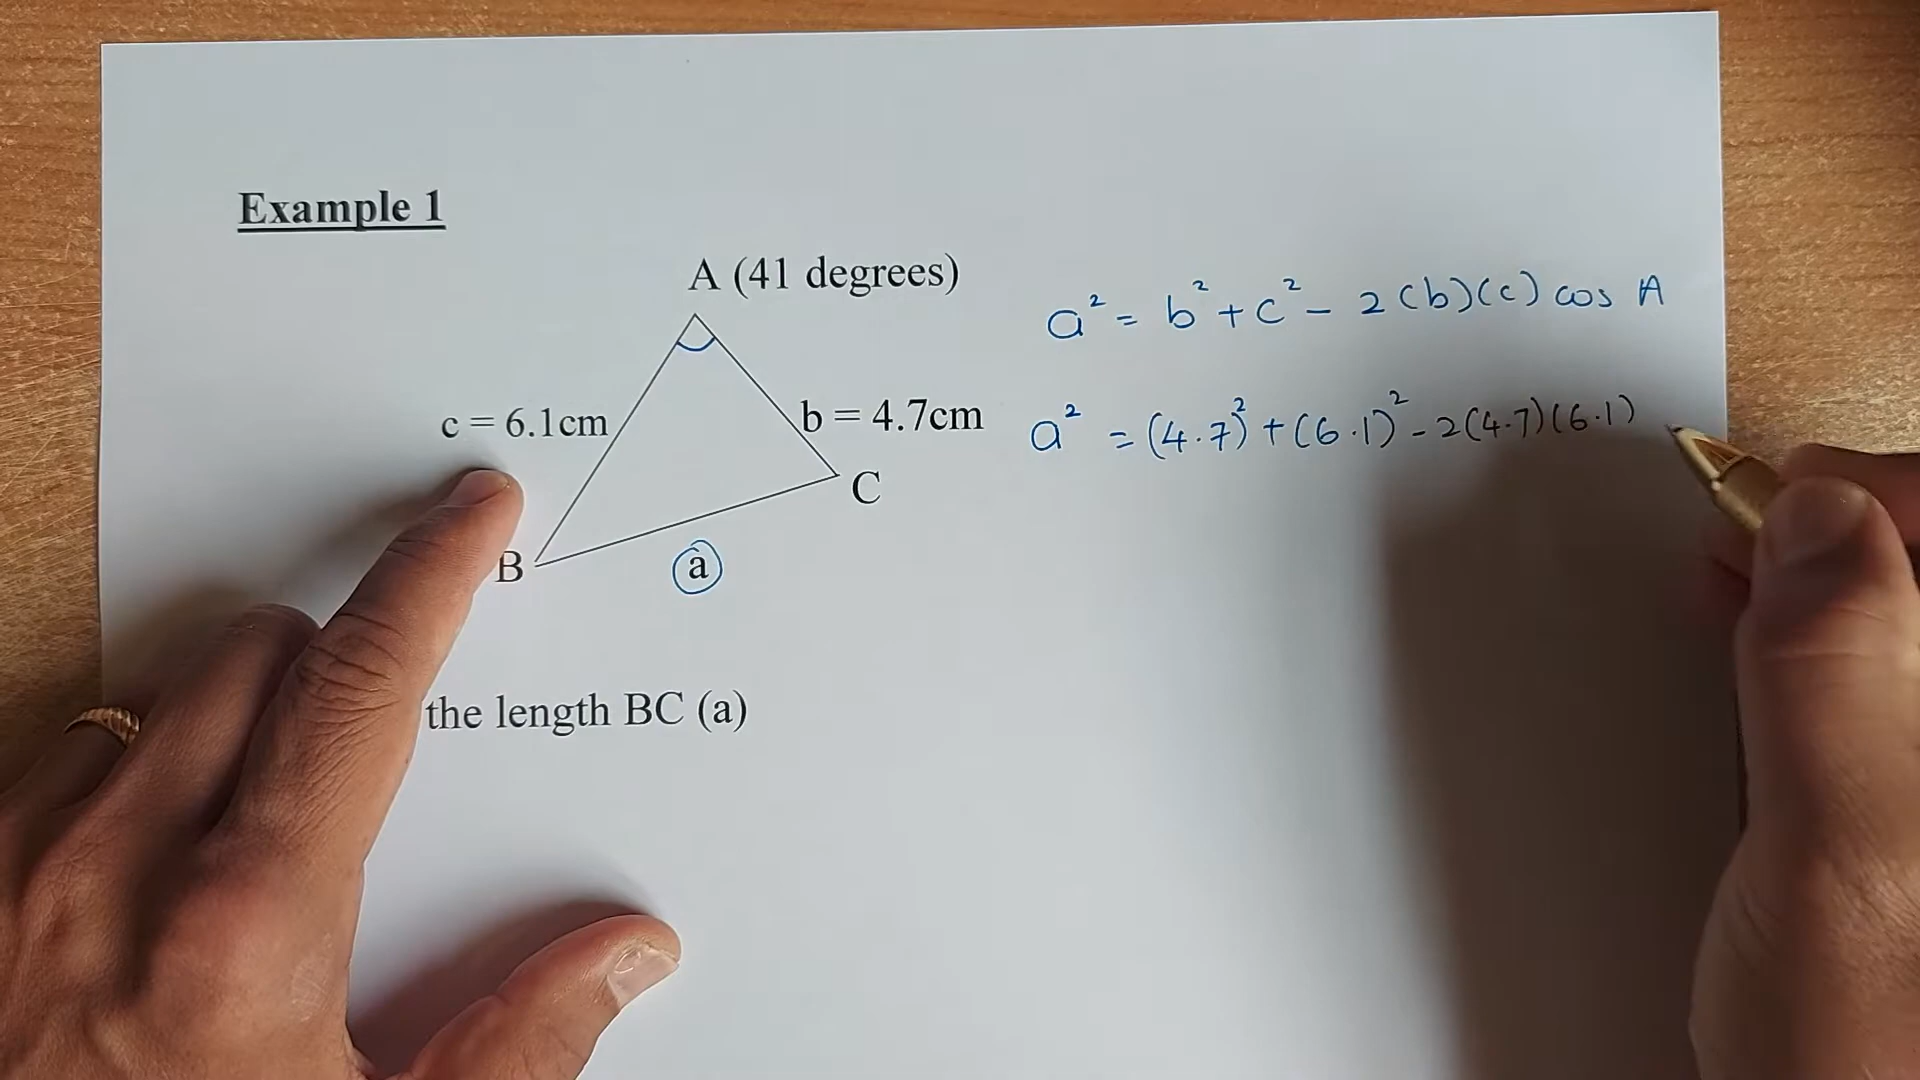 Example 1
A (41 degrees)
a² = b² + c² - 2(b)(c) cos A
c = 6.1cm
b = 4.7cm
a² = (4.7)² + (6.1)² - 2(4.7)(6.1)
C
B
a
the length BC (a)